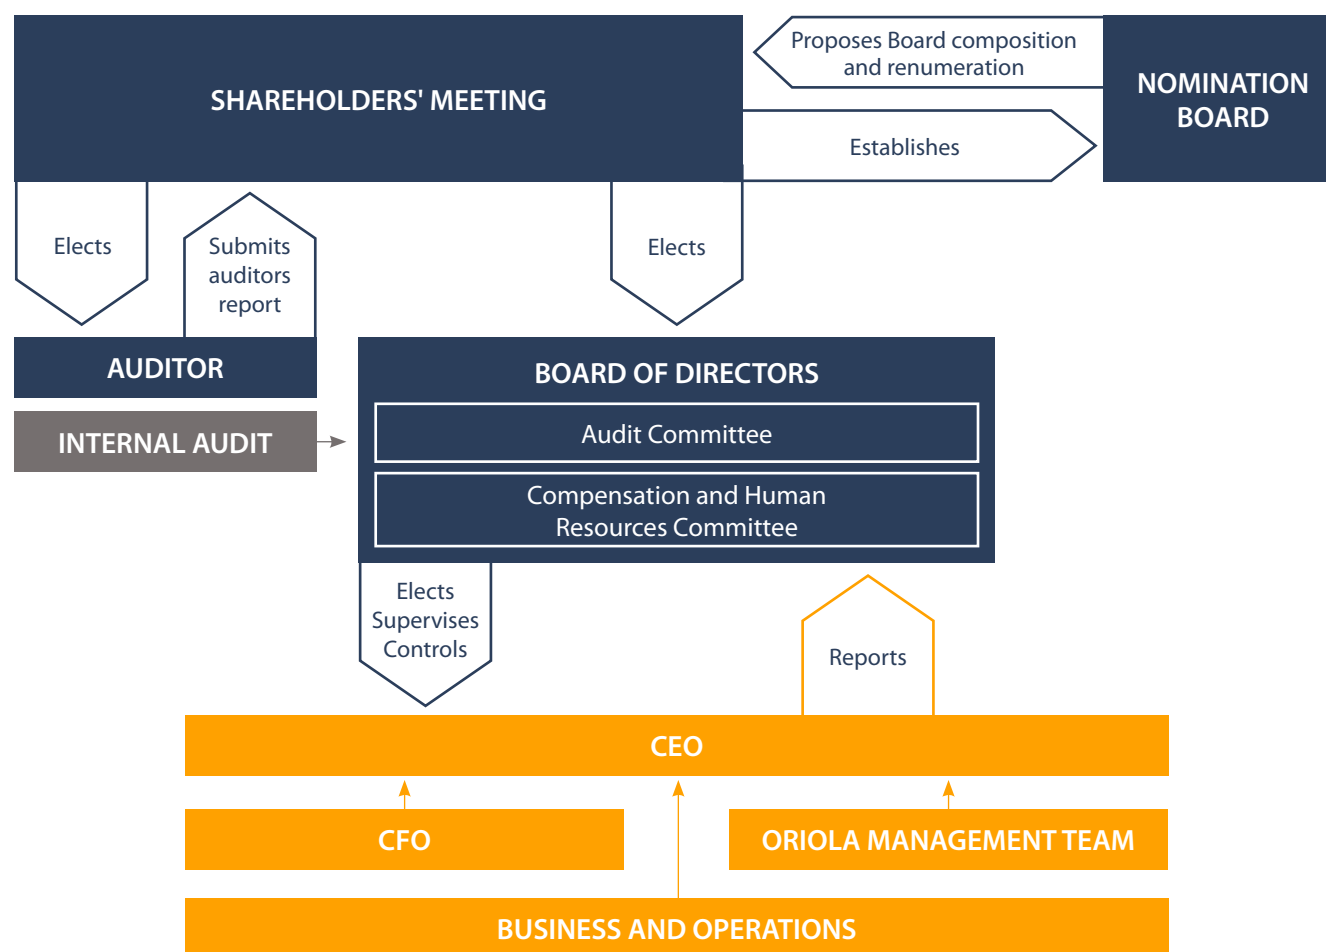 SHAREHOLDERS' MEETING
Proposes Board composition
and renumeration
NOMINATION
BOARD
Establishes
Elects
Submits
auditors
report
Elects
AUDITOR
INTERNAL AUDIT
BOARD OF DIRECTORS
Audit Committee
Compensation and Human
Resources Committee
Elects
Supervises
Controls
Reports
CEO
CFO
ORIOLA MANAGEMENT TEAM
BUSINESS AND OPERATIONS